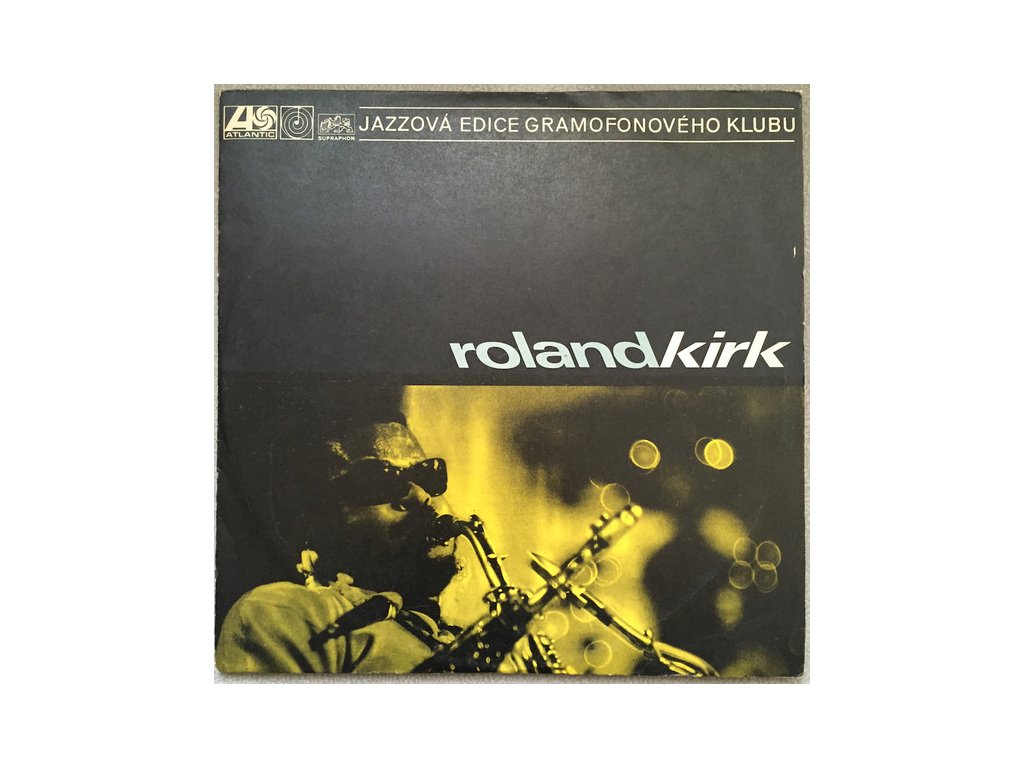 ATLANTIC
SUPRAPHON
JAZZOVÁ EDICE GRAMOFONOVÉHO KLUBU
rolandkirk